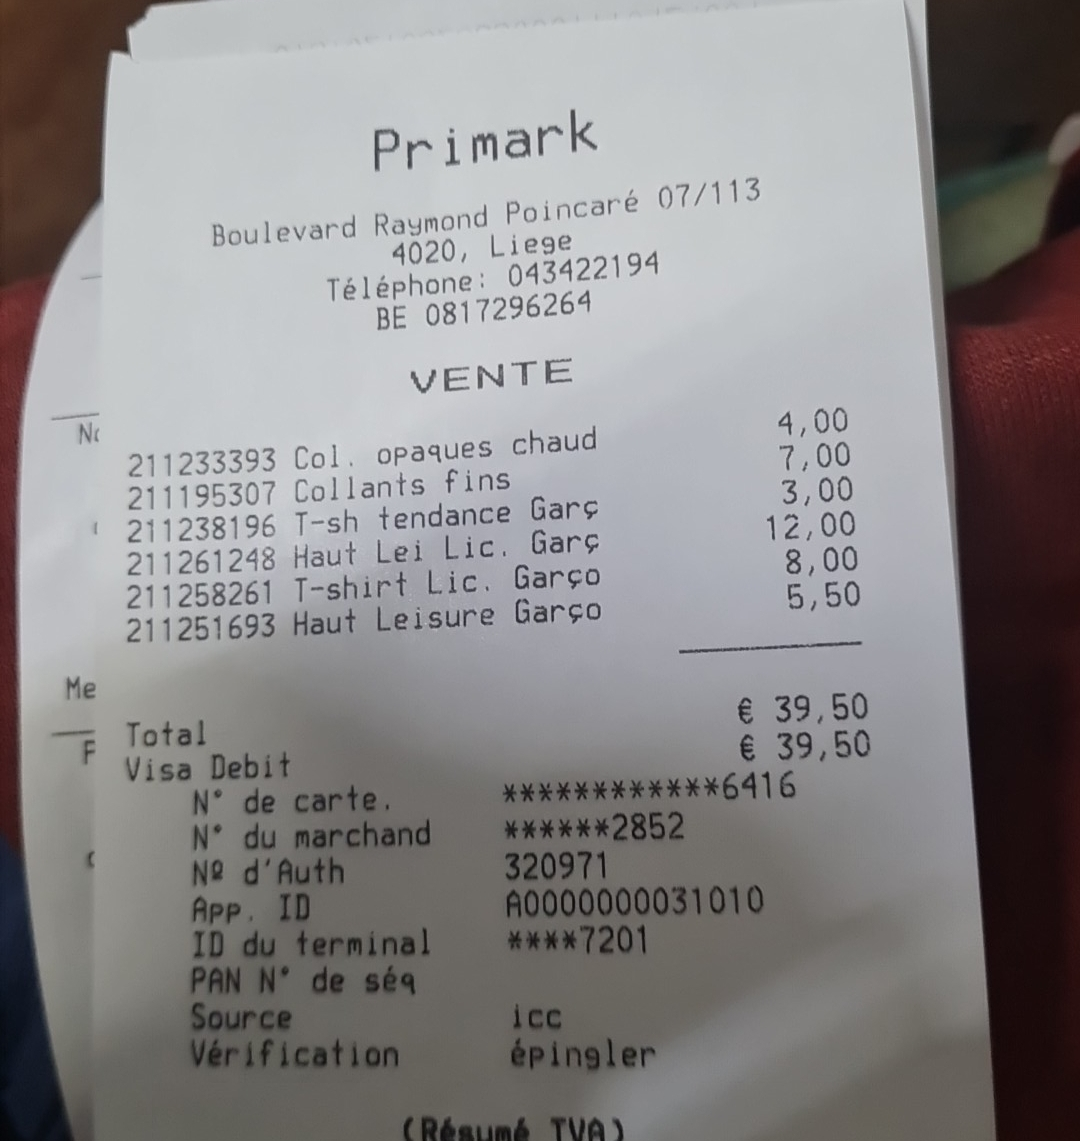 Primark
Boulevard Raymond Poincaré 07/113
4020, Liege
Téléphone: 043422194
BE 0817296264
VENTE
211233393 Col. opaques chaud 4,00
211195307 Collants fins 7,00
211238196 T-sh tendance Garç 3,00
211261248 Haut Lei Lic. Garç 12,00
211258261 T-shirt Lic. Garço 8,00
211251693 Haut Leisure Garço 5,50
Total € 39,50
Visa Debit € 39,50
N° de carte. ************6416
N° du marchand ******2852
Nº d'Auth 320971
App. ID A0000000031010
ID du terminal ****7201
PAN N° de séq
Source icc
Vérification épingler
(Résumé TVA)
Me